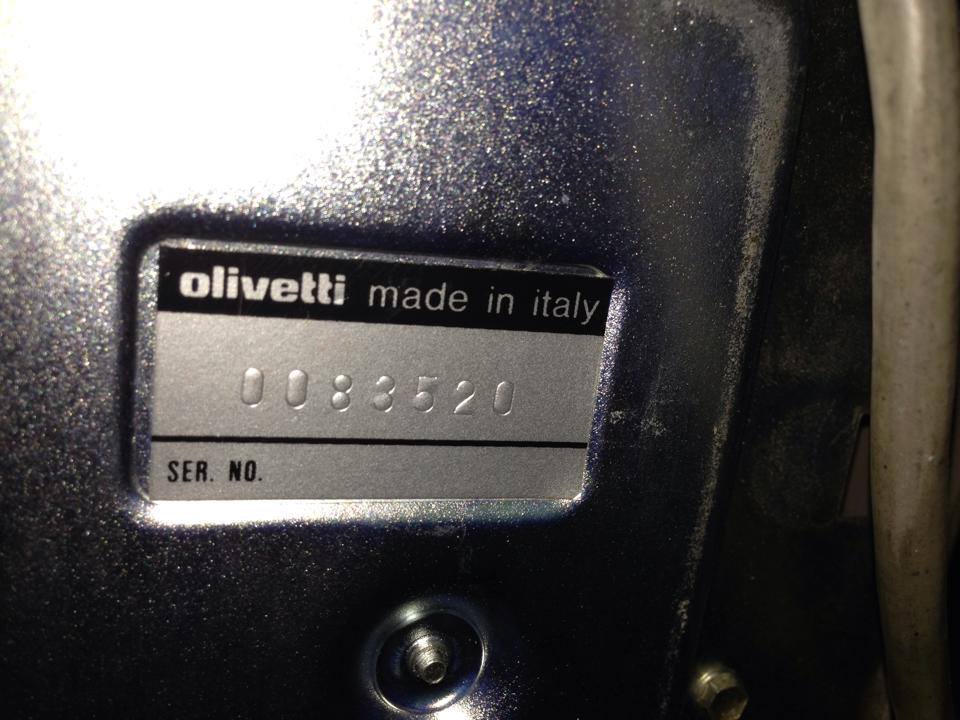 olivetti made in italy
0083520
SER. NO.